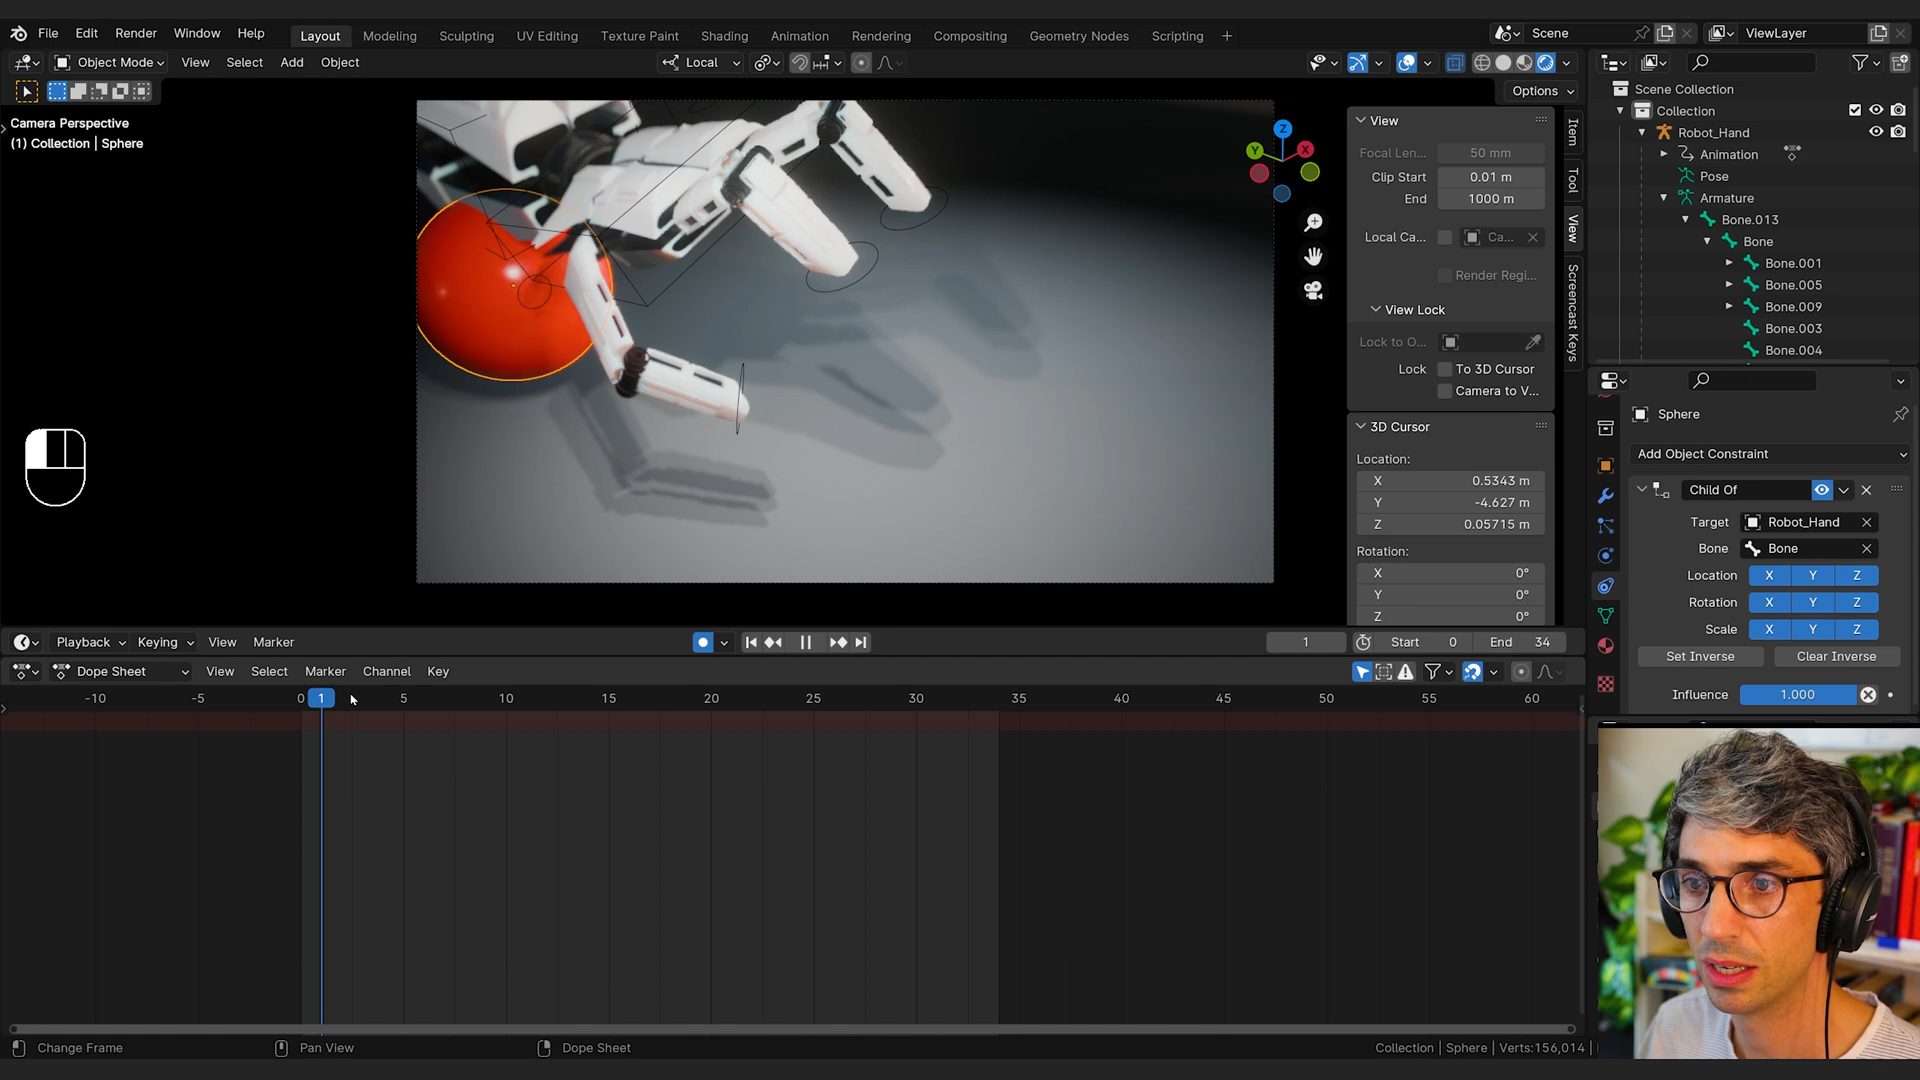 File Edit Render Window Help Layout Modeling Sculpting UV Editing Texture Paint Shading Animation Rendering Compositing Geometry Nodes Scripting + Scene ViewLayer
Object Mode View Select Add Object Local
Options
Camera Perspective
(1) Collection | Sphere
Z
Y
X
View
Focal Len... 50 mm
Clip Start 0.01 m
End 1000 m
Local Ca... Ca...
Render Regi...
View Lock
Lock to O...
Lock To 3D Cursor
Camera to V...
3D Cursor
Location:
X 0.5343 m
Y -4.627 m
Z 0.05715 m
Rotation:
X 0°
Y 0°
Z 0°
Item
Tool
View
Screencast Keys
Scene Collection
Collection
Robot_Hand
Animation
Pose
Armature
Bone.013
Bone
Bone.001
Bone.005
Bone.009
Bone.003
Bone.004
Sphere
Add Object Constraint
Child Of
Target Robot_Hand
Bone Bone
Location X Y Z
Rotation X Y Z
Scale X Y Z
Set Inverse Clear Inverse
Influence 1.000
Playback Keying View Marker 1 Start 0 End 34
Dope Sheet View Select Marker Channel Key
-10 -5 0 1 5 10 15 20 25 30 35 40 45 50 55 60
Change Frame Pan View Dope Sheet Collection | Sphere | Verts:156,014 |